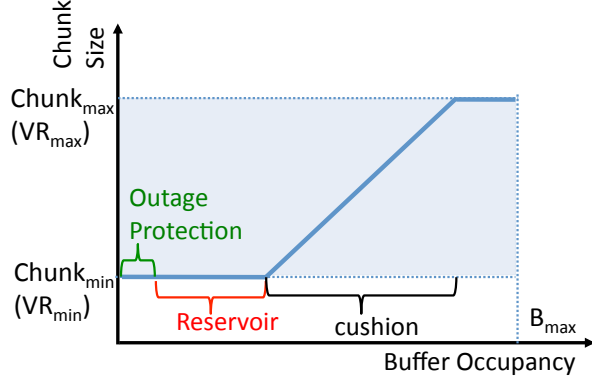 Chunk
Size
Chunkmax
(VRmax)
Outage
Protection
Chunkmin
(VRmin)
Reservoir
cushion
Bmax
Buffer Occupancy